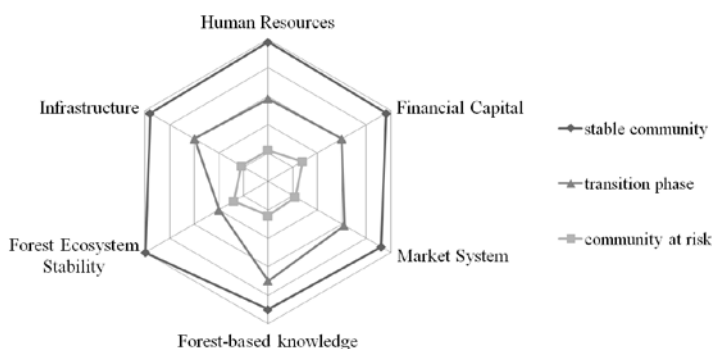 Human Resources
Infrastructure
Financial Capital
stable community
transition phase
Forest Ecosystem
Stability
Market System
community at risk
Forest-based knowledge